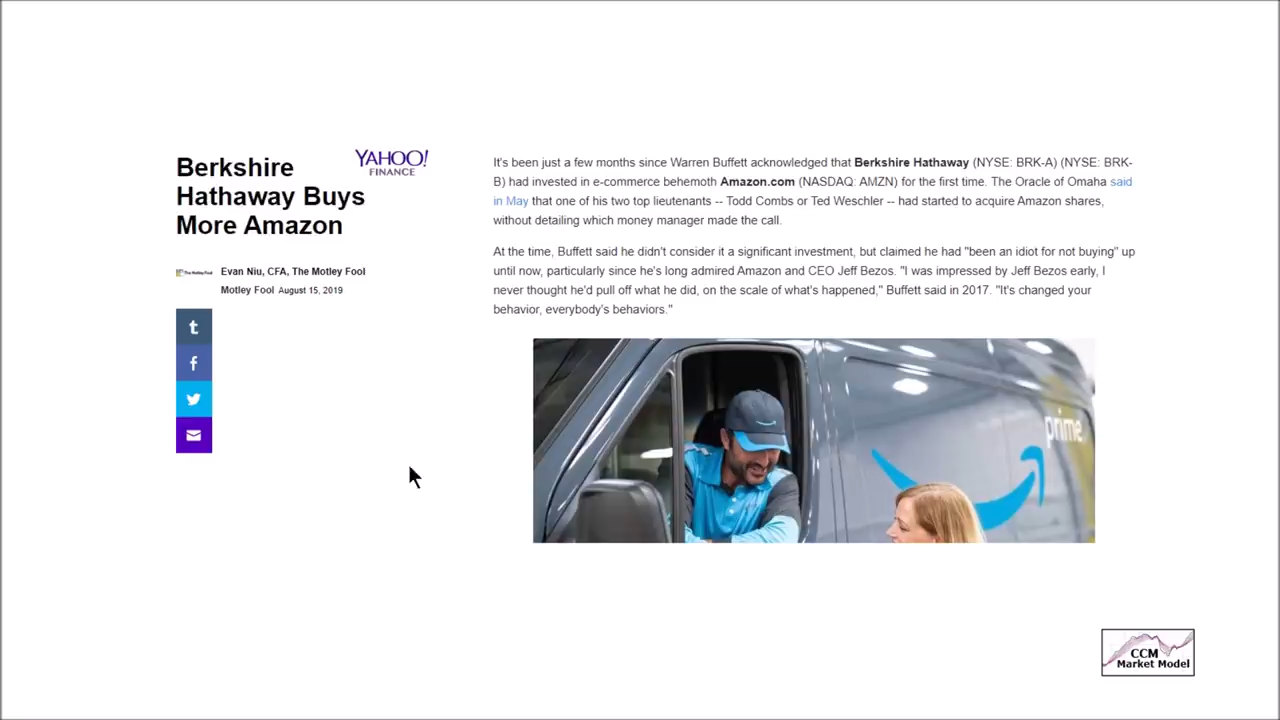 Berkshire
Hathaway Buys
More Amazon
YAHOO!
FINANCE
The Motley Fool
Evan Niu, CFA, The Motley Fool
Motley Fool August 15, 2019
t
f
It's been just a few months since Warren Buffett acknowledged that Berkshire Hathaway (NYSE: BRK-A) (NYSE: BRK-
B) had invested in e-commerce behemoth Amazon.com (NASDAQ: AMZN) for the first time. The Oracle of Omaha said
in May that one of his two top lieutenants -- Todd Combs or Ted Weschler -- had started to acquire Amazon shares,
without detailing which money manager made the call.
At the time, Buffett said he didn't consider it a significant investment, but claimed he had "been an idiot for not buying" up
until now, particularly since he's long admired Amazon and CEO Jeff Bezos. "I was impressed by Jeff Bezos early, I
never thought he'd pull off what he did, on the scale of what's happened," Buffett said in 2017. "It's changed your
behavior, everybody's behaviors."
prime
CCM
Market Model